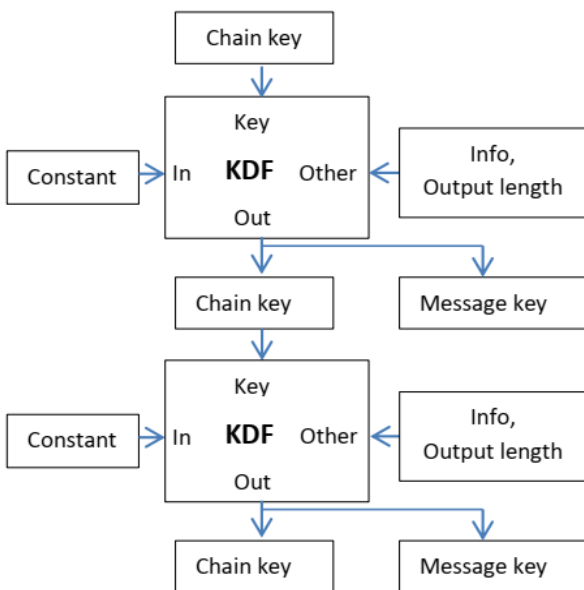 Chain key
Key
Constant
In KDF Other
Info,
Output length
Out
Chain key
Message key
Key
Constant
In KDF Other
Info,
Output length
Out
Chain key
Message key